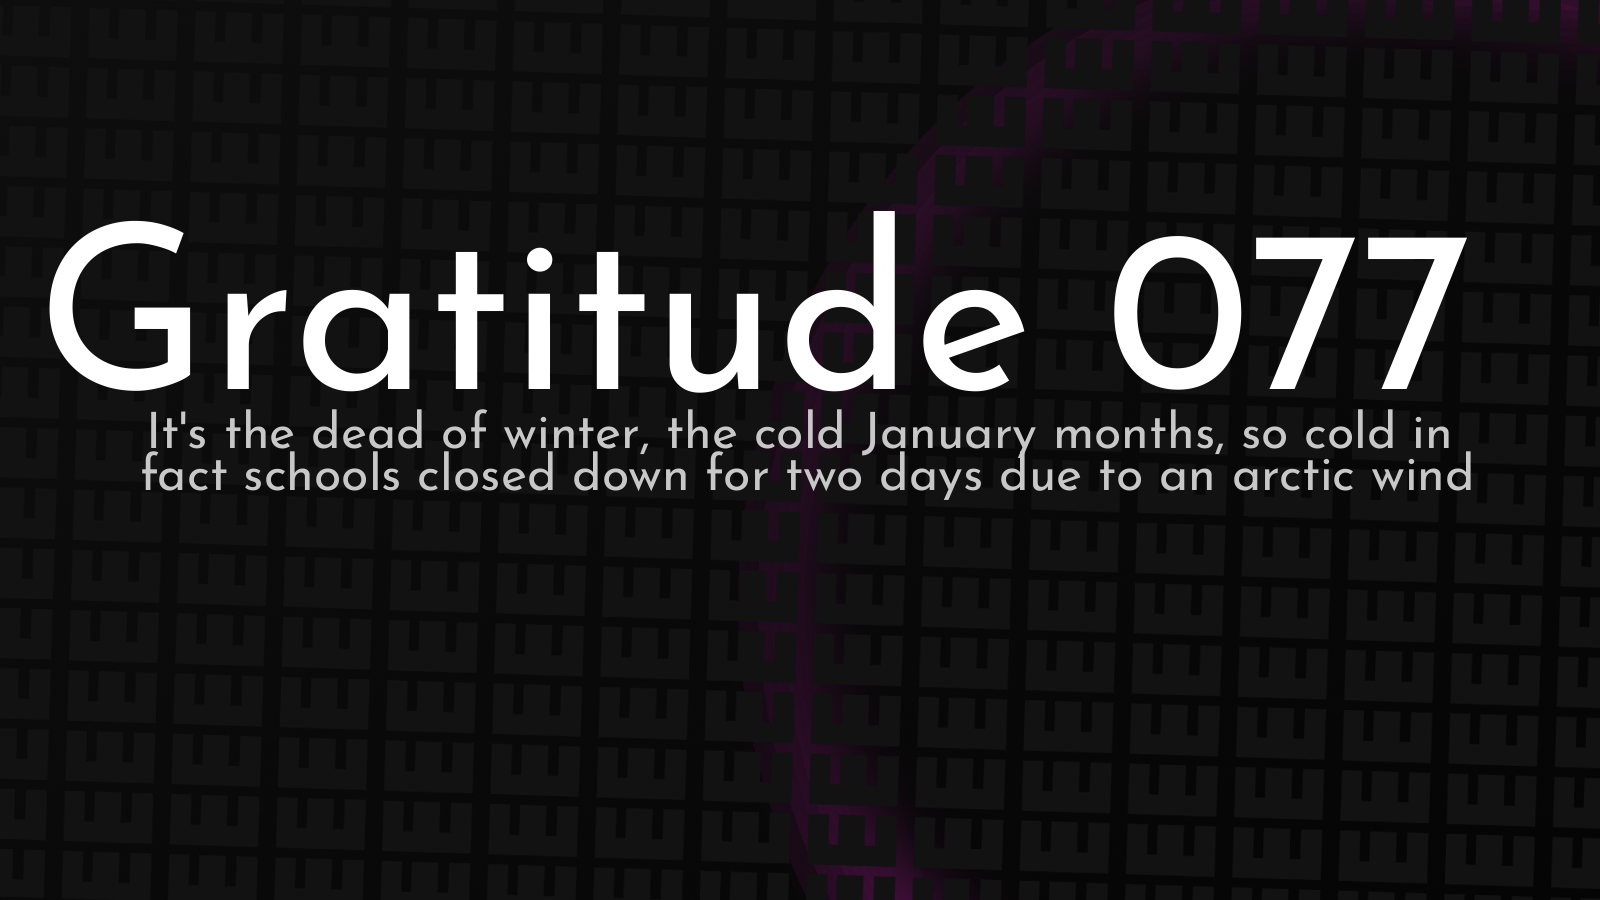 Gratitude 077
It's the dead of winter, the cold January months, so cold in
fact schools closed down for two days due to an arctic wind